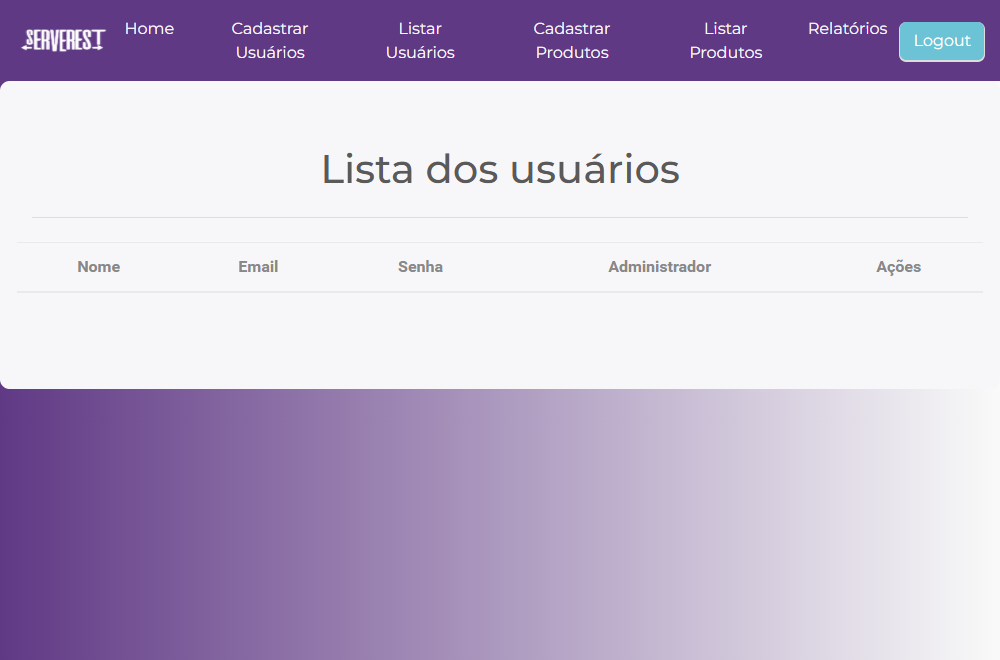 SERVEREST
Home
Cadastrar
Usuários
Listar
Usuários
Cadastrar
Produtos
Listar
Produtos
Relatórios
Logout
Lista dos usuários
Nome Email Senha Administrador Ações